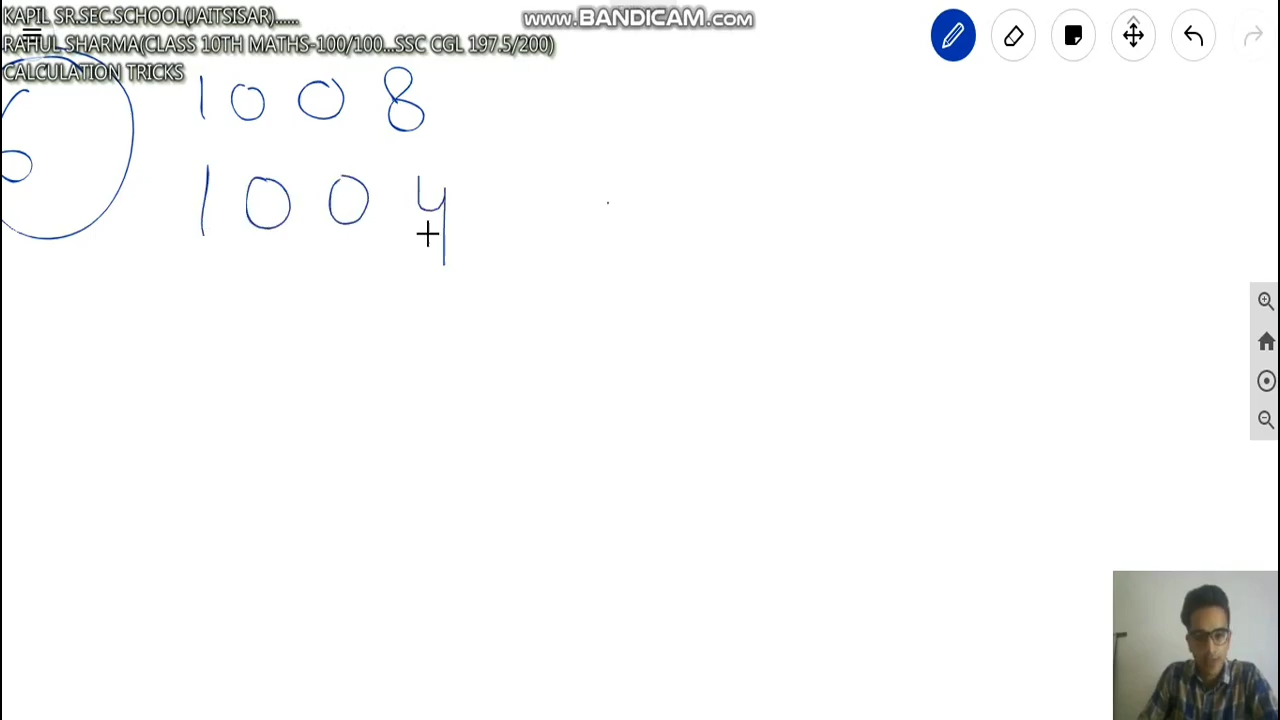 KAPIL SR.SEC.SCHOOL(JAITSISAR)......
www.BANDICAM.com
RAHUL SHARMA(CLASS 10TH MATHS-100/100...SSC CGL 197.5/200)
CALCULATION TRICKS
1008
1004